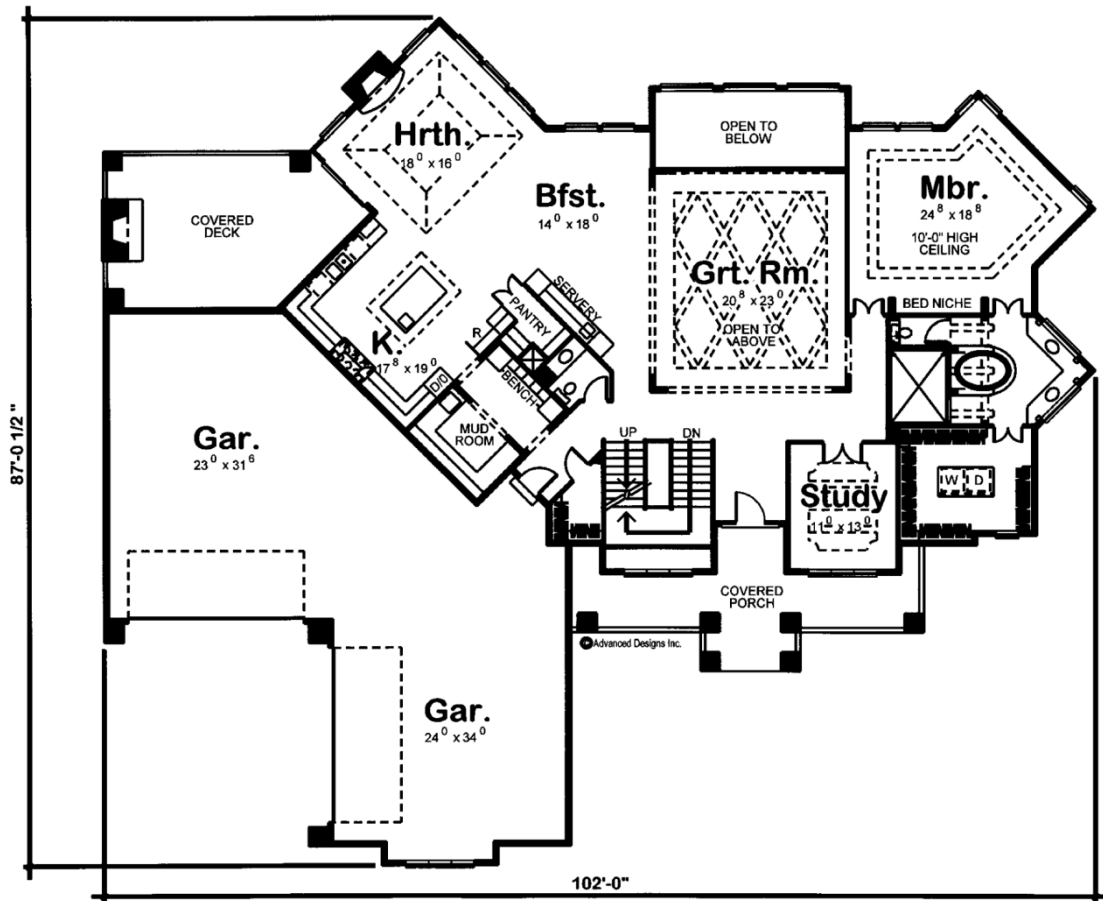 Hrth.
18⁰ x 16⁰
OPEN TO
BELOW
COVERED
DECK
Bfst.
14⁰ x 18⁰
Mbr.
24⁸ x 18⁸
10'-0" HIGH
CEILING
Grt. Rm
20⁸ x 23⁰
OPEN TO
ABOVE
SERVERY
PANTRY
BED NICHE
R
K.
17⁸ x 19⁰
D/O
BENCH
MUD
ROOM
UP
DN
Gar.
23⁰ x 31⁶
87'-0 1/2"
W
D
Study
11⁰ x 13⁰
COVERED
PORCH
©Advanced Designs Inc.
Gar.
24⁰ x 34⁰
102'-0"